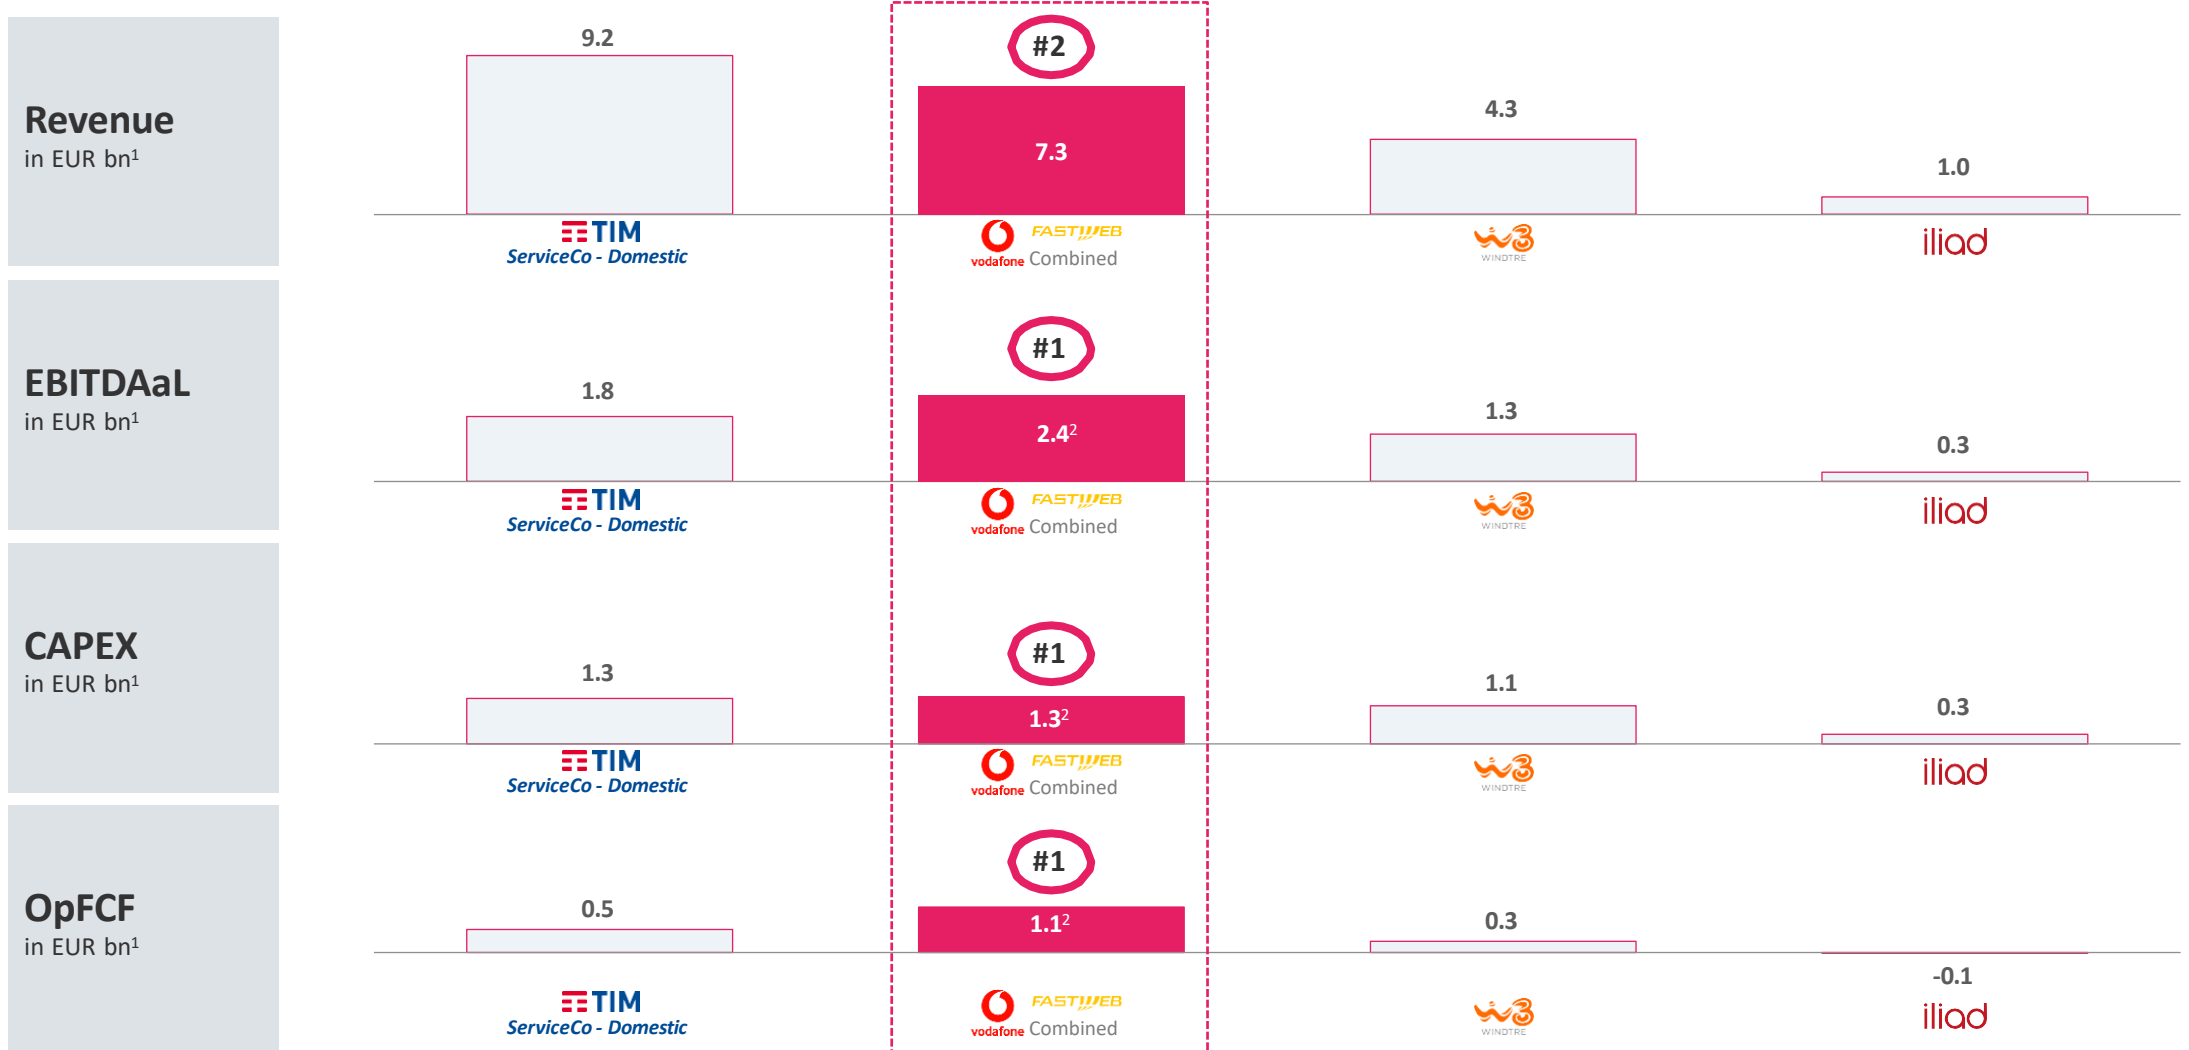 Revenue
in EUR bn¹
9.2
#2
7.3
4.3
1.0
TIM
ServiceCo - Domestic
vodafone
FASTWEB
Combined
W3
WINDTRE
iliad
EBITDAaL
in EUR bn¹
1.8
#1
2.4²
1.3
0.3
TIM
ServiceCo - Domestic
vodafone
FASTWEB
Combined
W3
WINDTRE
iliad
CAPEX
in EUR bn¹
1.3
#1
1.3²
1.1
0.3
TIM
ServiceCo - Domestic
vodafone
FASTWEB
Combined
W3
WINDTRE
iliad
OpFCF
in EUR bn¹
0.5
#1
1.1²
0.3
-0.1
TIM
ServiceCo - Domestic
vodafone
FASTWEB
Combined
W3
WINDTRE
iliad